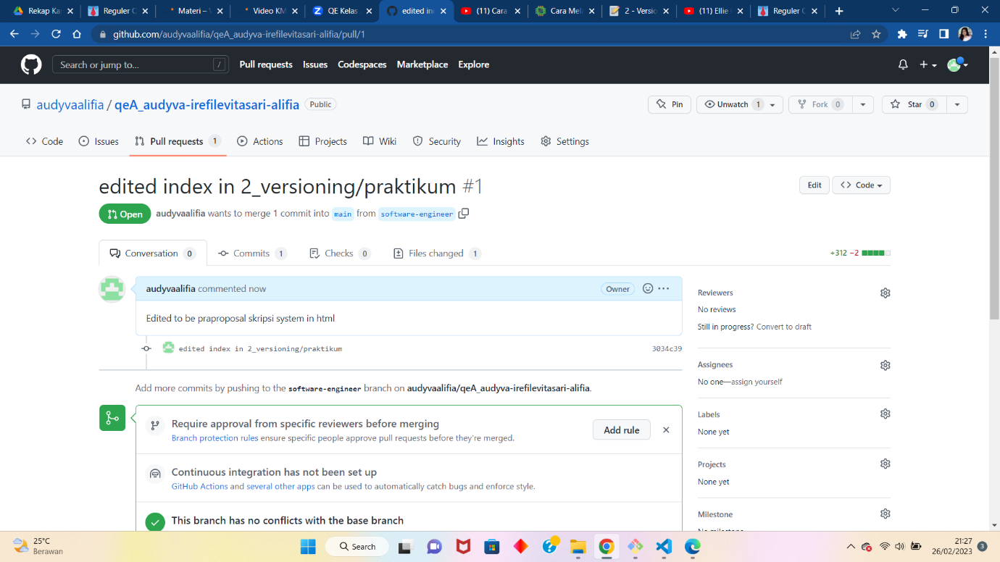 Rekap Ka
Reguler C
Materi –
Video KM
QE Kelas
edited in
(11) Cara
Cara Mel
2 - Versio
(11) Ellie
Reguler C
github.com/audyvaalifia/qeA_audyva-irefilevitasari-alifia/pull/1
Search or jump to... /
Pull requests Issues Codespaces Marketplace Explore
audyvaalifia / qeA_audyva-irefilevitasari-alifia Public
Pin Unwatch 1 Fork 0 Star 0
Code Issues Pull requests 1 Actions Projects Wiki Security Insights Settings
edited index in 2_versioning/praktikum #1
Edit Code
Open audyvaalifia wants to merge 1 commit into main from software-engineer
Conversation 0 Commits 1 Checks 0 Files changed 1 +312 −2
audyvaalifia commented now Owner
Edited to be praproposal skripsi system in html
edited index in 2_versioning/praktikum 3034c39
Add more commits by pushing to the software-engineer branch on audyvaalifia/qeA_audyva-irefilevitasari-alifia.
Require approval from specific reviewers before merging
Branch protection rules ensure specific people approve pull requests before they're merged.
Add rule
Continuous integration has not been set up
GitHub Actions and several other apps can be used to automatically catch bugs and enforce style.
This branch has no conflicts with the base branch
Reviewers
No reviews
Still in progress? Convert to draft
Assignees
No one—assign yourself
Labels
None yet
Projects
None yet
Milestone
No milestone
25°C
Berawan
Search
21:27
26/02/2023
3